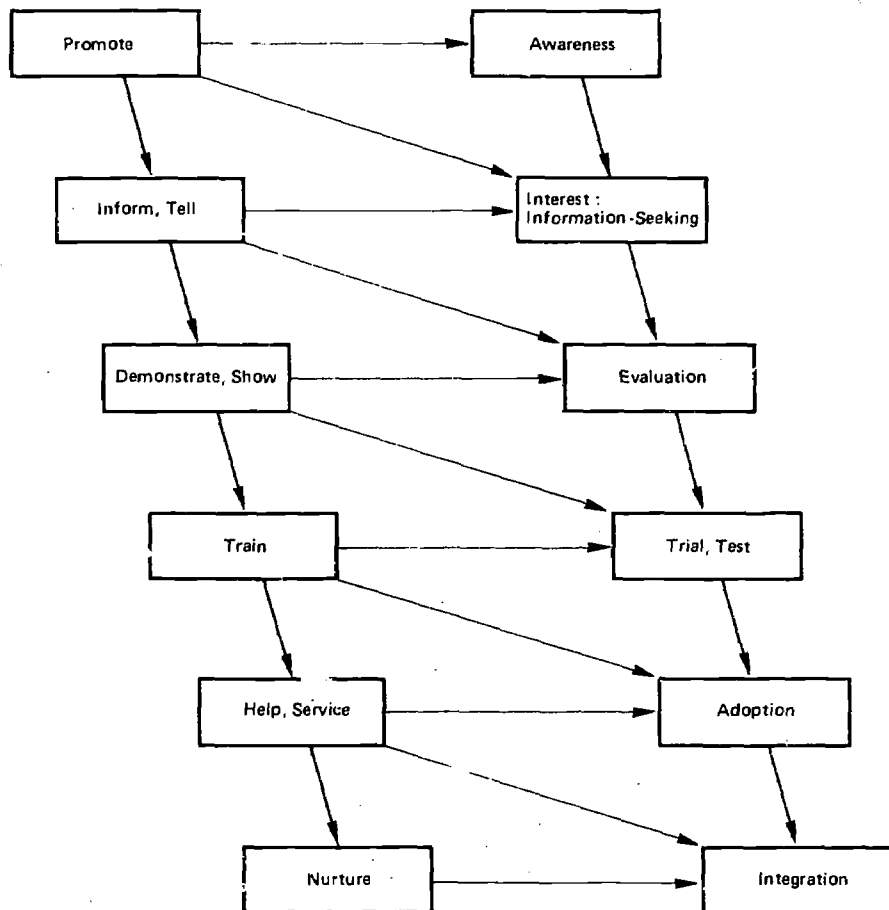 Promote
Awareness
Inform, Tell
Interest :
Information-Seeking
Demonstrate, Show
Evaluation
Train
Trial, Test
Help, Service
Adoption
Nurture
Integration